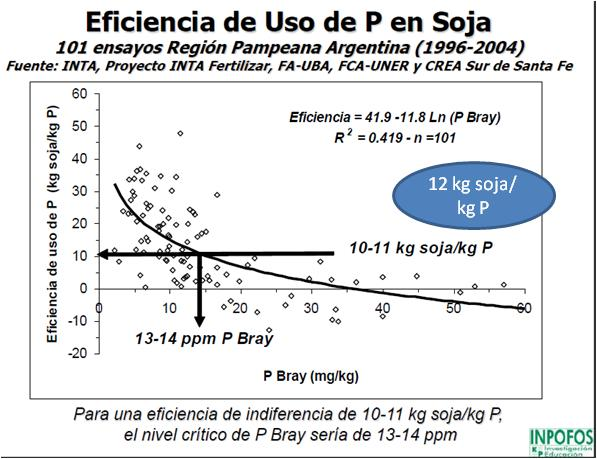 Eficiencia de Uso de P en Soja
101 ensayos Región Pampeana Argentina (1996-2004)
Fuente: INTA, Proyecto INTA Fertilizar, FA-UBA, FCA-UNER y CREA Sur de Santa Fe
Eficiencia de uso de P (kg soja/kg P)
60
50
40
30
20
10
0
-10
-20
Eficiencia = 41.9 -11.8 Ln (P Bray)
R2 = 0.419 - n =101
12 kg soja/
kg P
10-11 kg soja/kg P
0 10 20 30 40 50 60
13-14 ppm P Bray
P Bray (mg/kg)
Para una eficiencia de indiferencia de 10-11 kg soja/kg P,
el nivel crítico de P Bray sería de 13-14 ppm
INPOFOS
Investigación
Educación